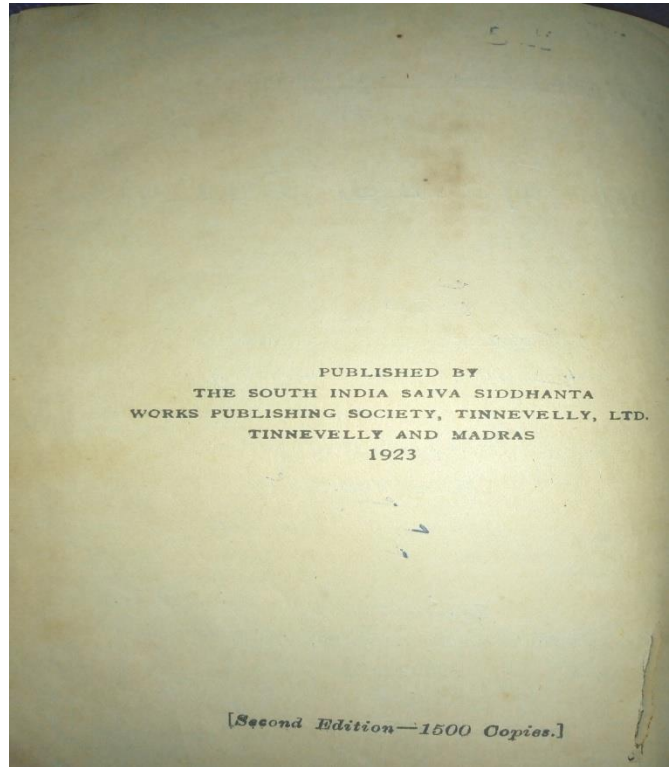 PUBLISHED BY
THE SOUTH INDIA SAIVA SIDDHANTA
WORKS PUBLISHING SOCIETY, TINNEVELLY, LTD.
TINNEVELLY AND MADRAS
1923
[Second Edition—1500 Copies.]